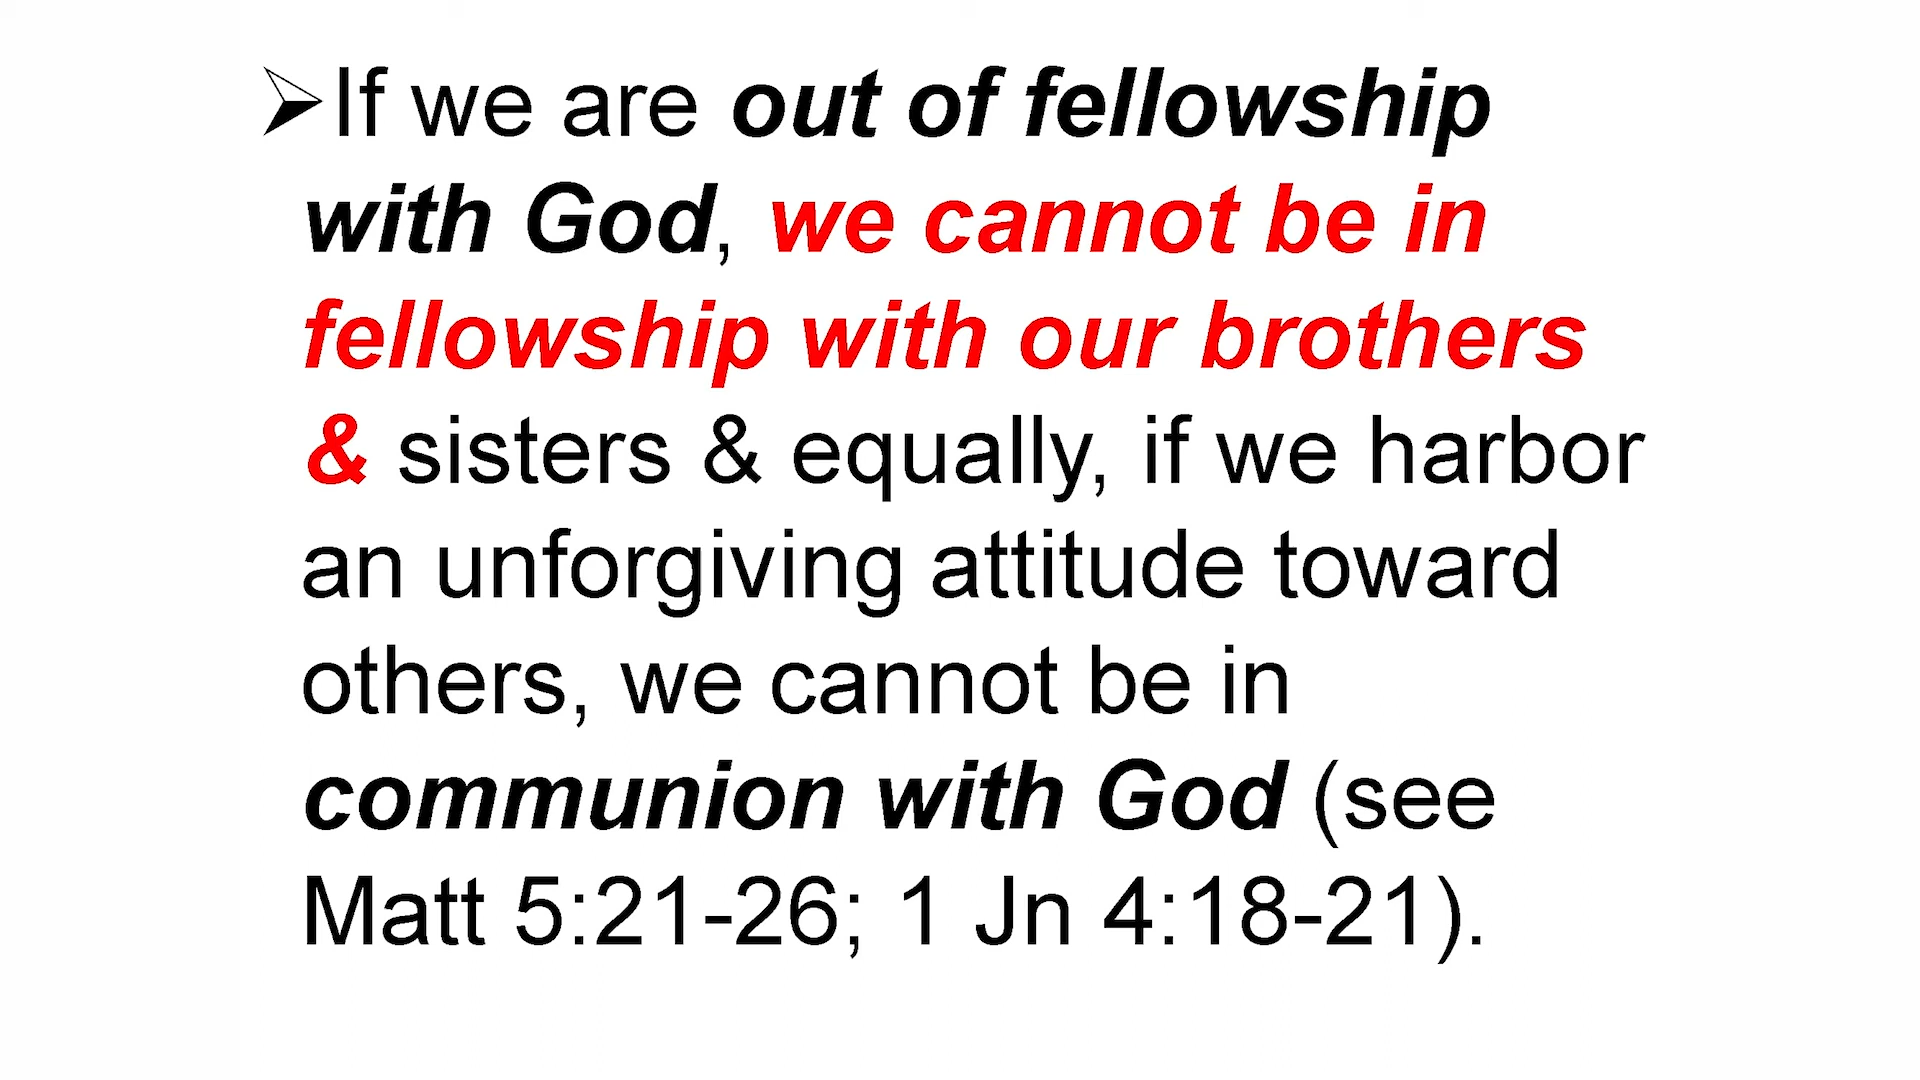 ➢If we are out of fellowship
with God, we cannot be in
fellowship with our brothers
& sisters & equally, if we harbor
an unforgiving attitude toward
others, we cannot be in
communion with God (see
Matt 5:21-26; 1 Jn 4:18-21).